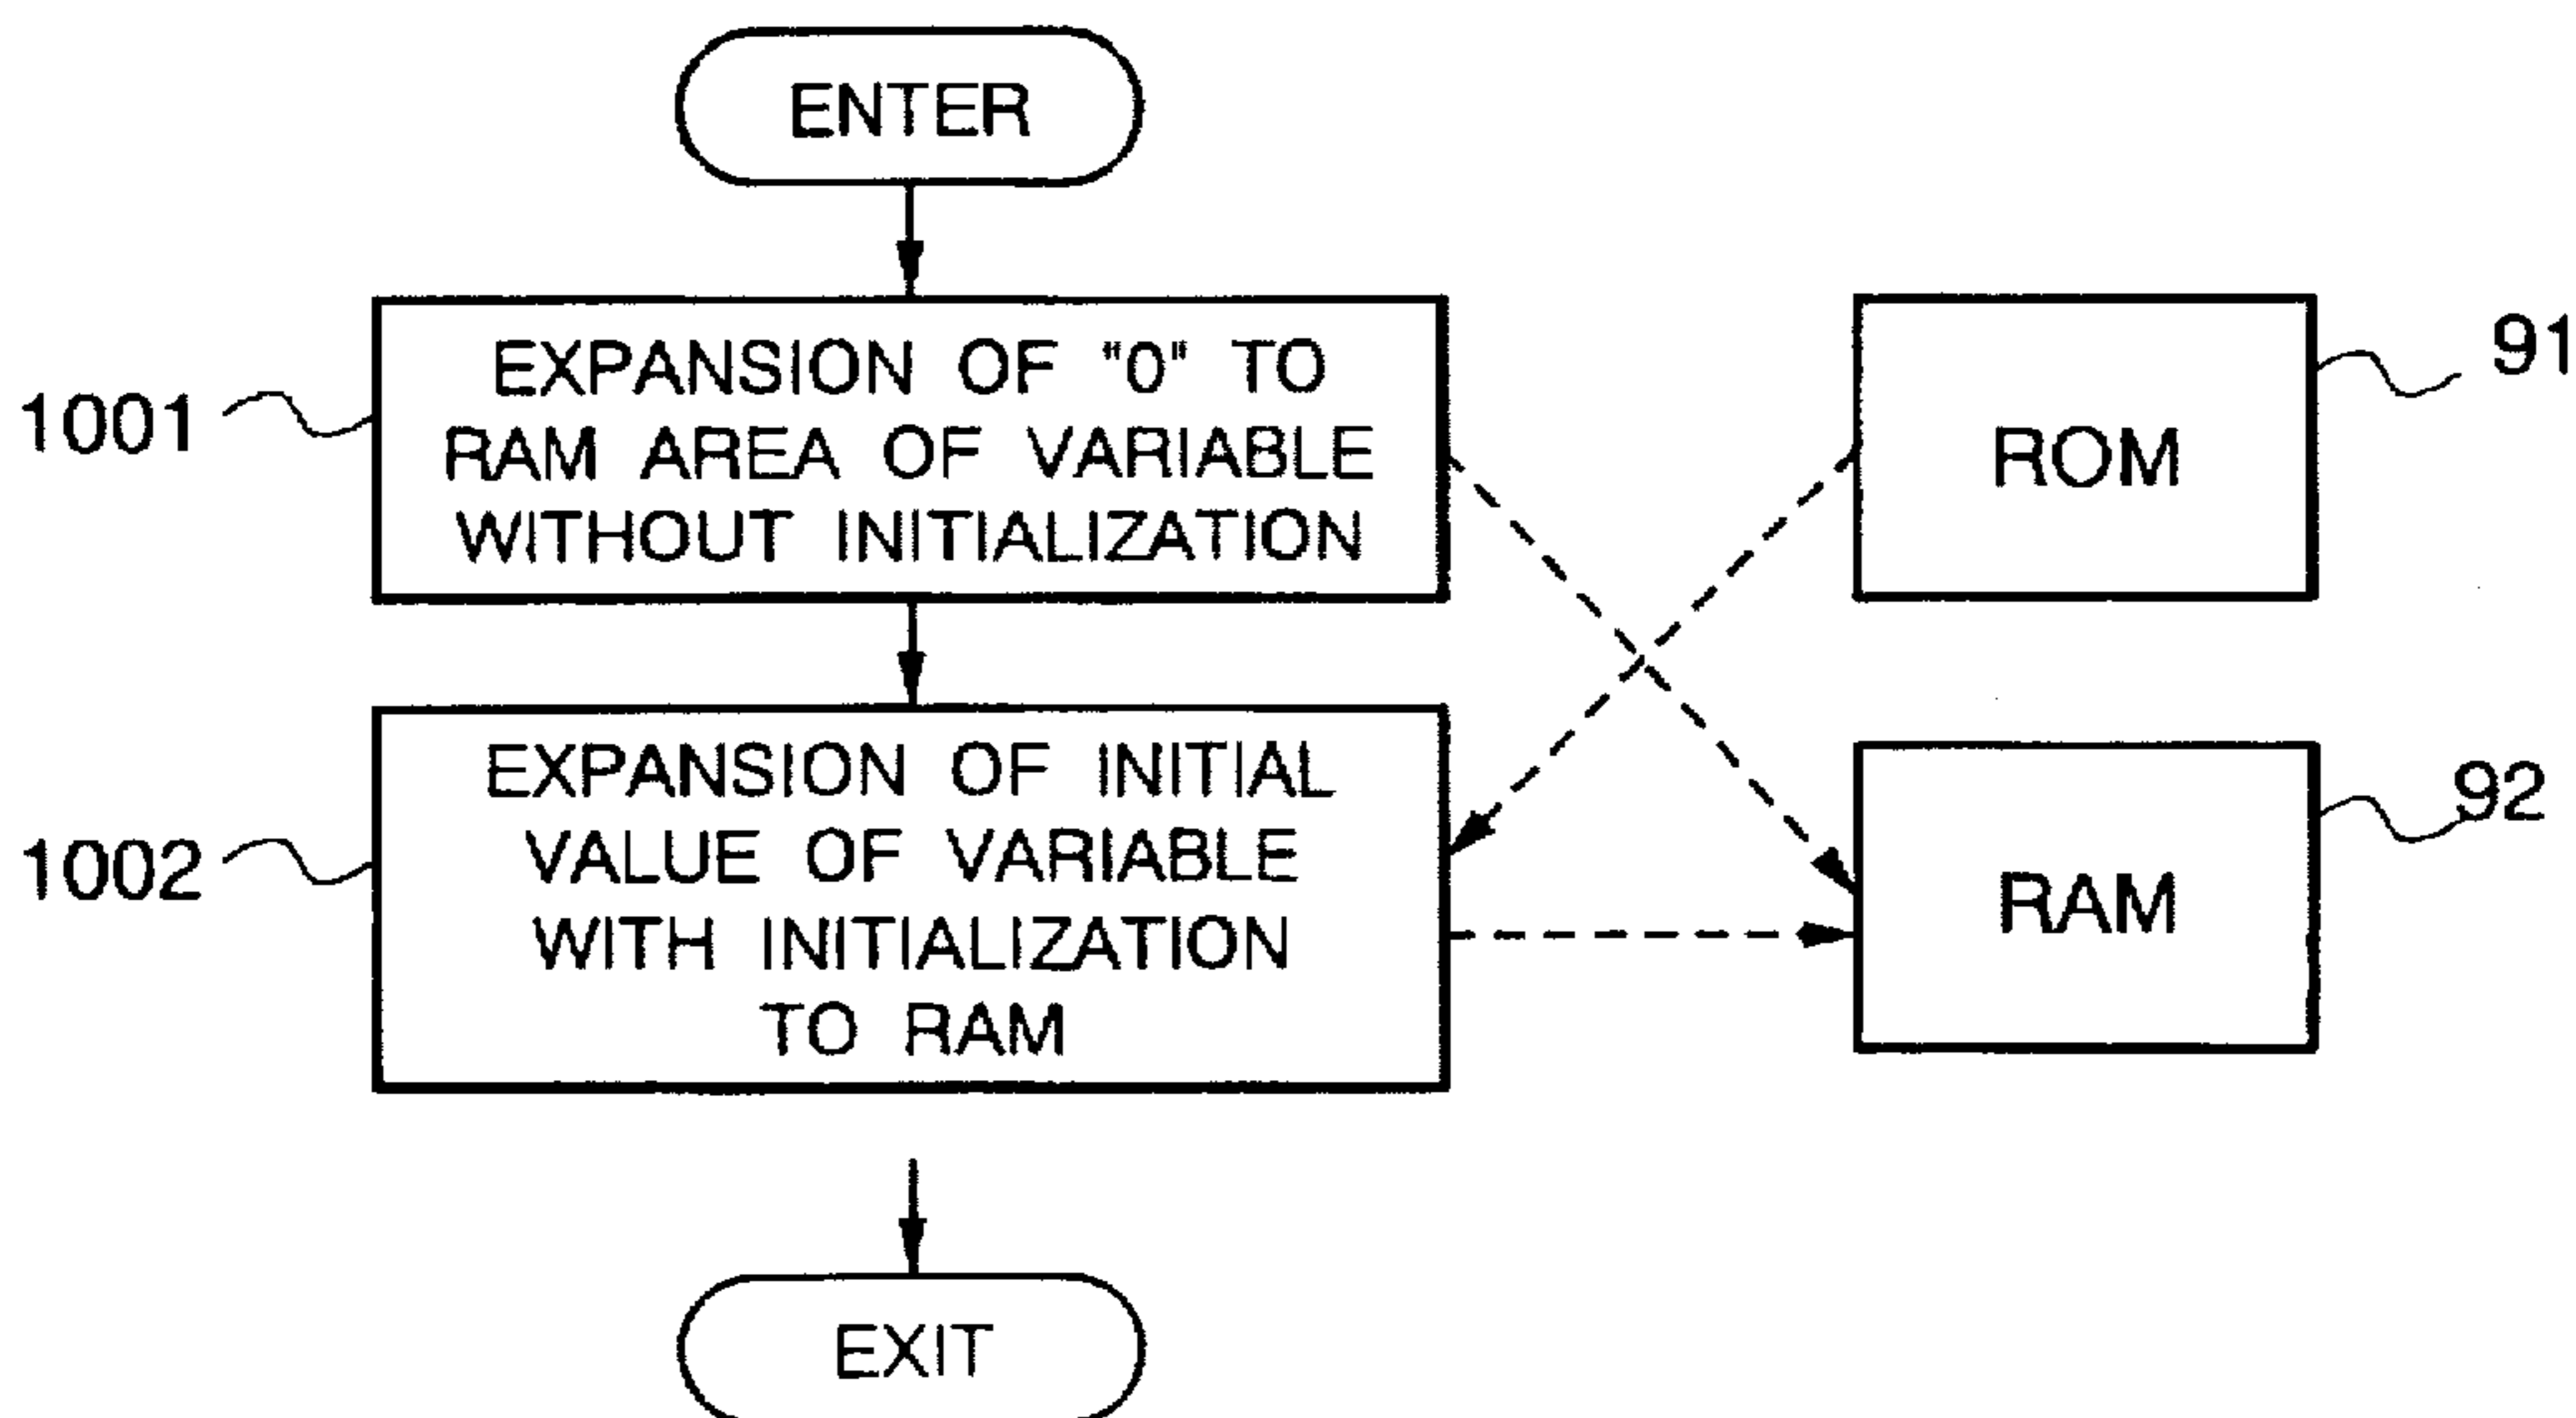 ENTER
1001
EXPANSION OF "0" TO
RAM AREA OF VARIABLE
WITHOUT INITIALIZATION
ROM
91
1002
EXPANSION OF INITIAL
VALUE OF VARIABLE
WITH INITIALIZATION
TO RAM
RAM
92
EXIT